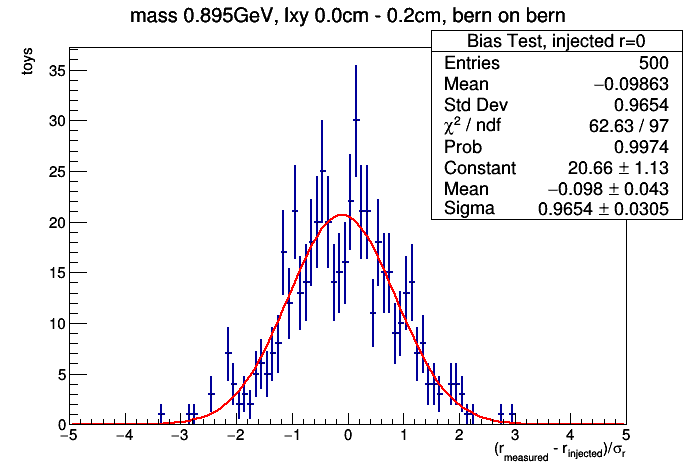 mass 0.895GeV, lxy 0.0cm - 0.2cm, bern on bern
Bias Test, injected r=0
Entries 500
Mean −0.09863
Std Dev 0.9654
χ² / ndf 62.63 / 97
Prob 0.9974
Constant 20.66 ± 1.13
Mean −0.098 ± 0.043
Sigma 0.9654 ± 0.0305
toys
35
30
25
20
15
10
5
0
−5 −4 −3 −2 −1 0 1 2 3 4 5
(r_measured - r_injected)/σ_r